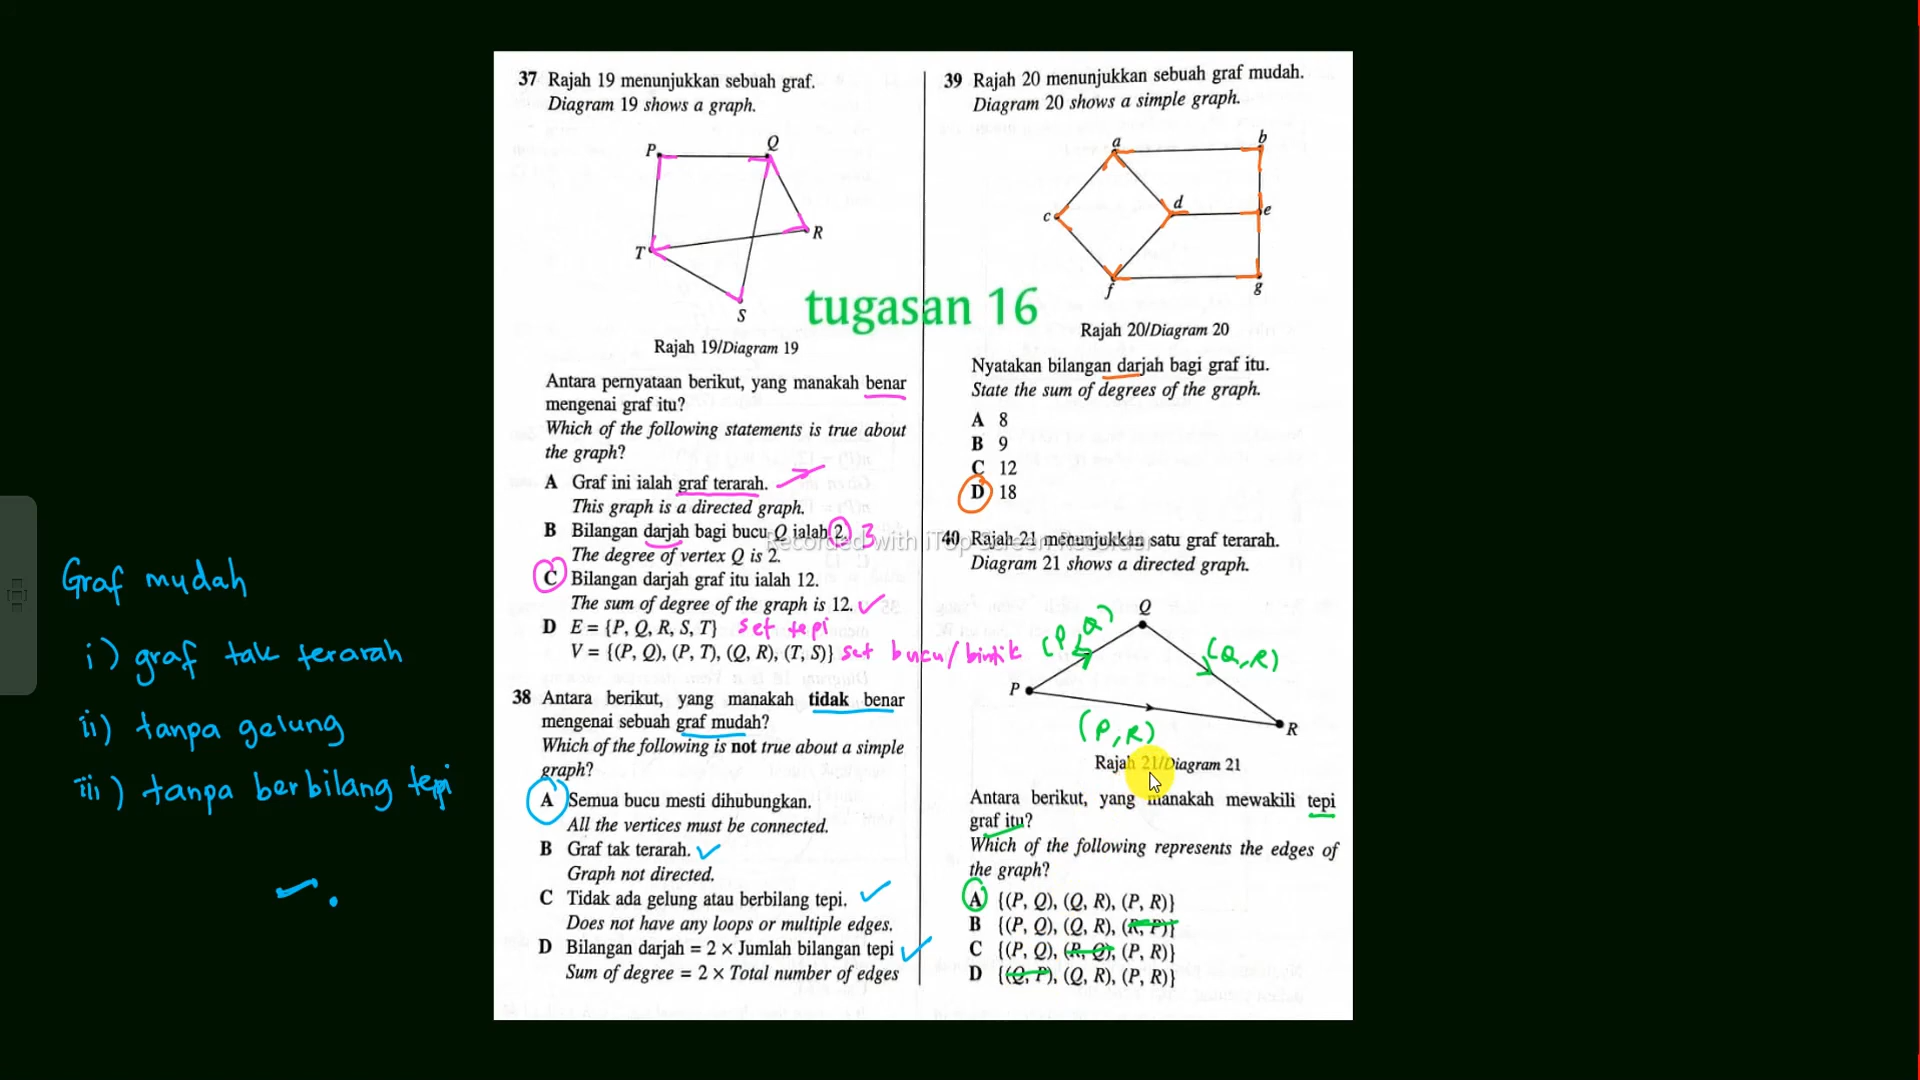 37 Rajah 19 menunjukkan sebuah graf.
Diagram 19 shows a graph.
P
Q
R
T
S
Rajah 19/Diagram 19
tugasan 16
Antara pernyataan berikut, yang manakah benar
mengenai graf itu?
Which of the following statements is true about
the graph?
A Graf ini ialah graf terarah.
This graph is a directed graph.
B Bilangan darjah bagi bucu Q ialah 2. 3
The degree of vertex Q is 2.
C Bilangan darjah graf itu ialah 12.
The sum of degree of the graph is 12.
D E = {P, Q, R, S, T} set tepi
V = {(P, Q), (P, T), (Q, R), (T, S)} set bucu/bintik
38 Antara berikut, yang manakah tidak benar
mengenai sebuah graf mudah?
Which of the following is not true about a simple
graph?
A Semua bucu mesti dihubungkan.
All the vertices must be connected.
B Graf tak terarah.
Graph not directed.
C Tidak ada gelung atau berbilang tepi.
Does not have any loops or multiple edges.
D Bilangan darjah = 2 × Jumlah bilangan tepi
Sum of degree = 2 × Total number of edges
39 Rajah 20 menunjukkan sebuah graf mudah.
Diagram 20 shows a simple graph.
a
b
c
d
e
f
g
Rajah 20/Diagram 20
Nyatakan bilangan darjah bagi graf itu.
State the sum of degrees of the graph.
A 8
B 9
C 12
D 18
Recorded with iTop Screen Recorder
40 Rajah 21 menunjukkan satu graf terarah.
Diagram 21 shows a directed graph.
Q
(P, Q)
(Q, R)
P
(P, R)
R
Rajah 21/Diagram 21
Antara berikut, yang manakah mewakili tepi
graf itu?
Which of the following represents the edges of
the graph?
A {(P, Q), (Q, R), (P, R)}
B {(P, Q), (Q, R), (R, P)}
C {(P, Q), (R, Q), (P, R)}
D {(Q, P), (Q, R), (P, R)}
Graf mudah
i) graf tak terarah
ii) tanpa gelung
iii) tanpa berbilang tepi